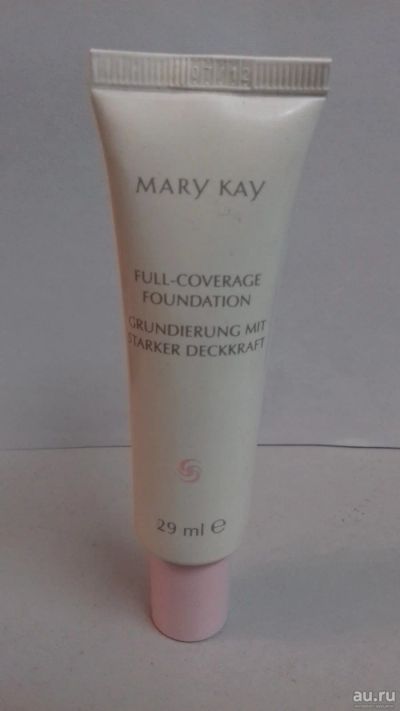 MARY KAY
FULL-COVERAGE
FOUNDATION
GRUNDIERUNG MIT
STARKER DECKKRAFT
29 ml e
au.ru